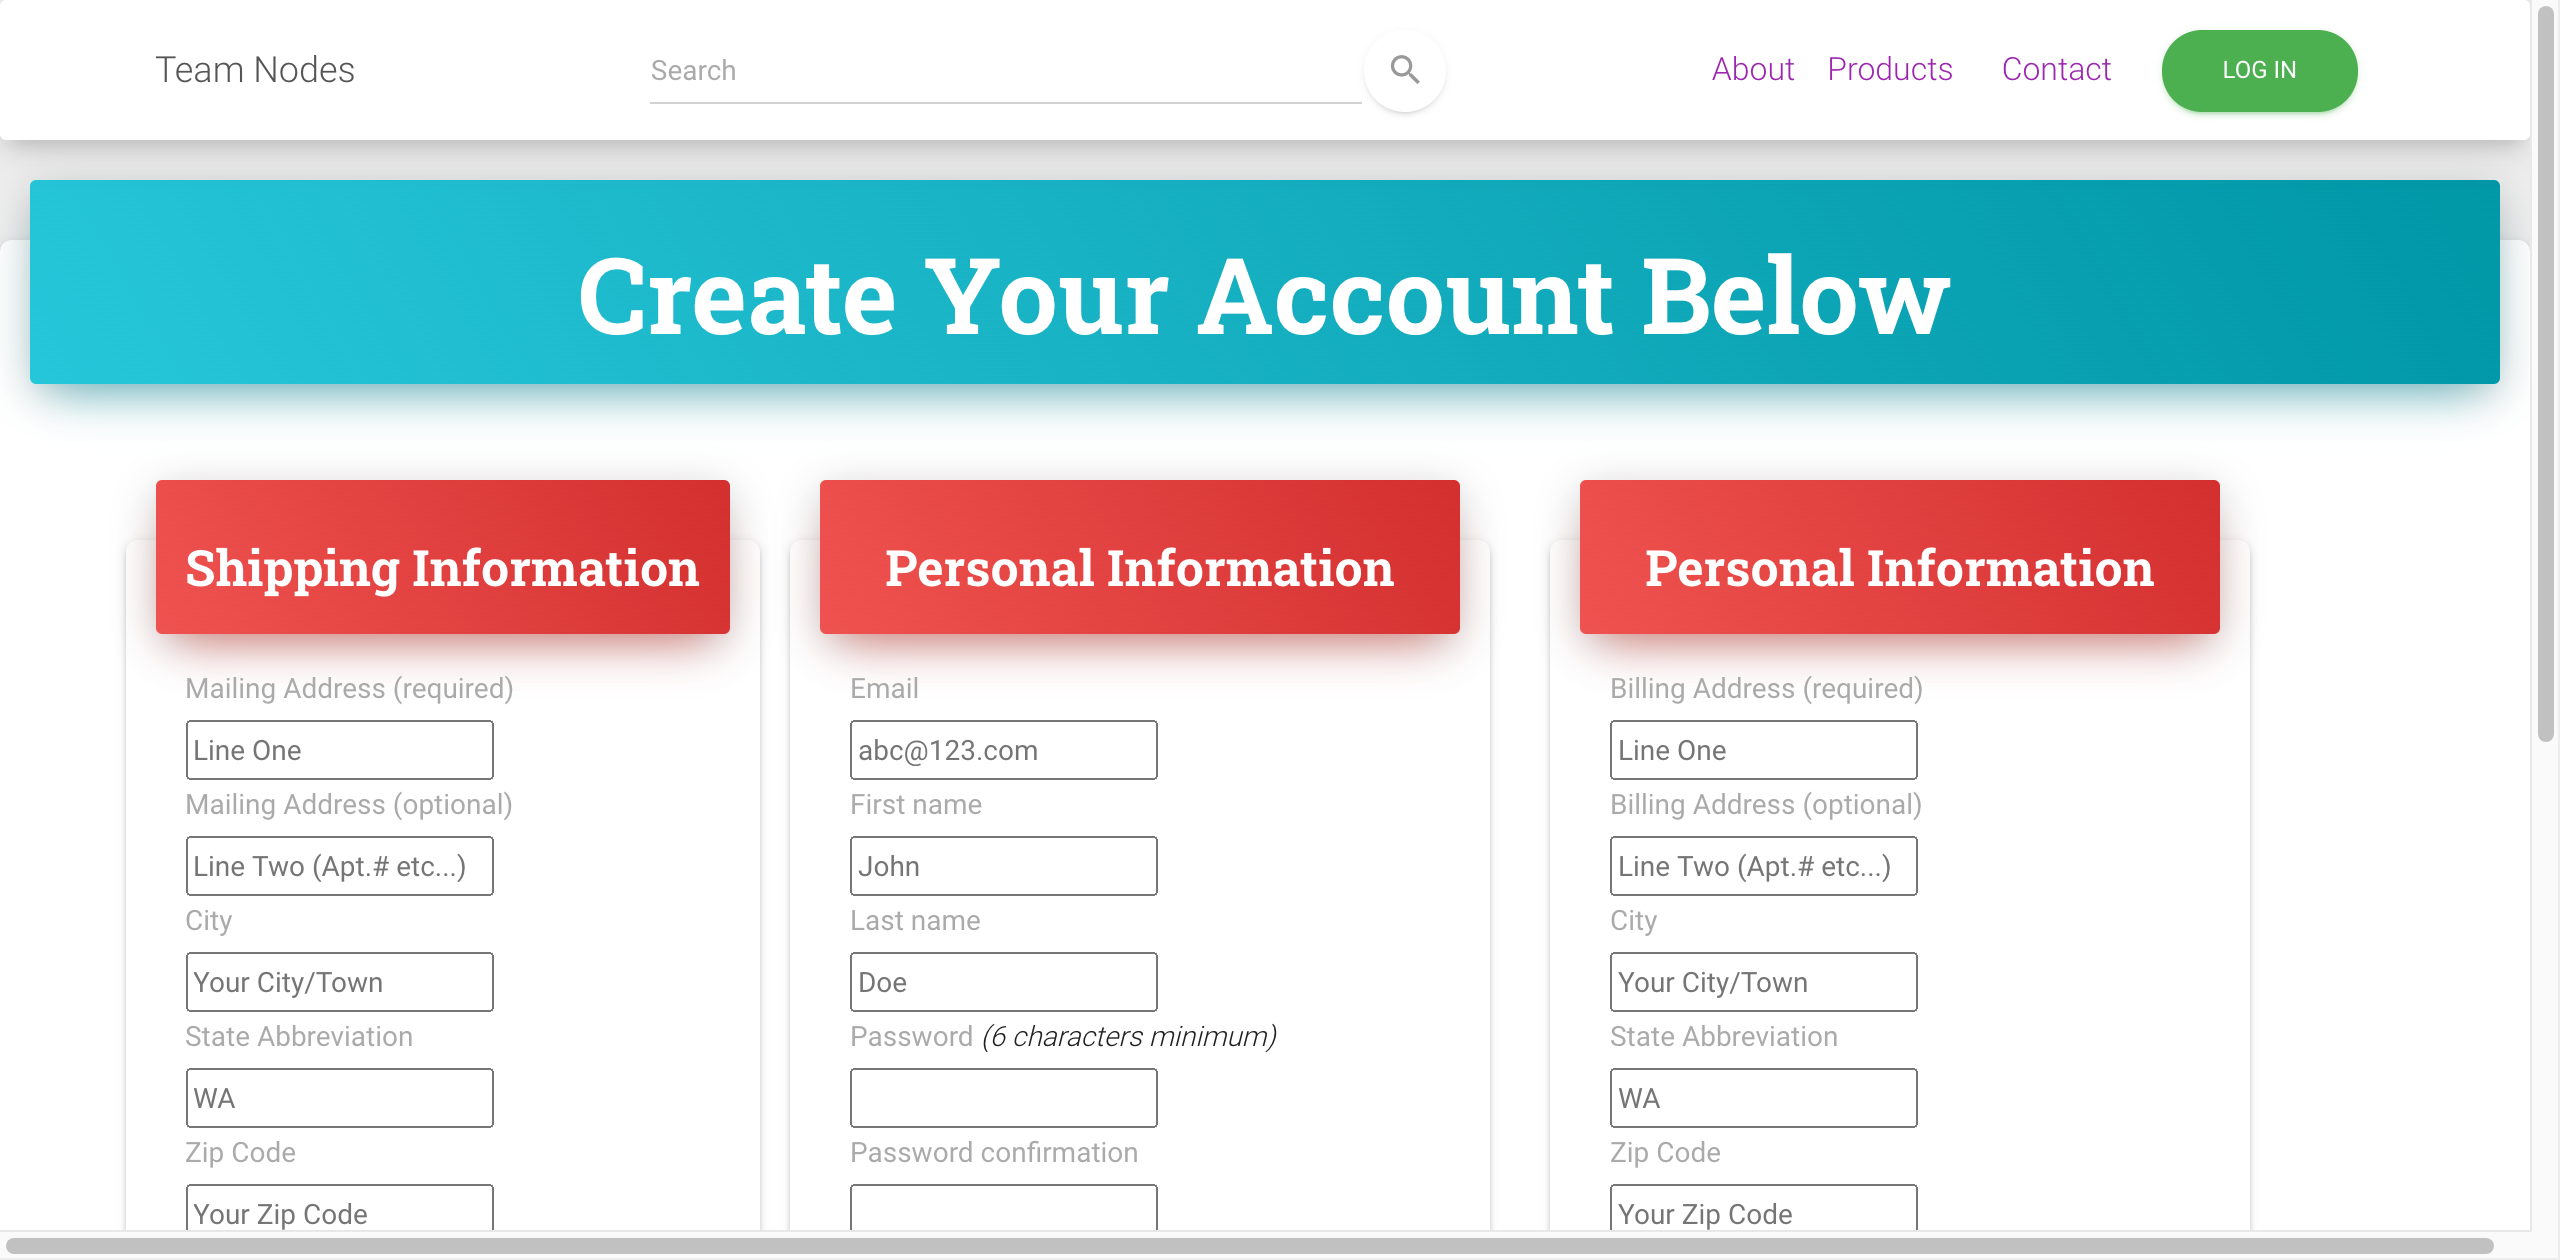 Team Nodes
Search
About Products Contact LOG IN
Create Your Account Below
Shipping Information
Mailing Address (required)
Line One
Mailing Address (optional)
Line Two (Apt.# etc...)
City
Your City/Town
State Abbreviation
WA
Zip Code
Your Zip Code
Personal Information
Email
abc@123.com
First name
John
Last name
Doe
Password (6 characters minimum)
Password confirmation
Personal Information
Billing Address (required)
Line One
Billing Address (optional)
Line Two (Apt.# etc...)
City
Your City/Town
State Abbreviation
WA
Zip Code
Your Zip Code